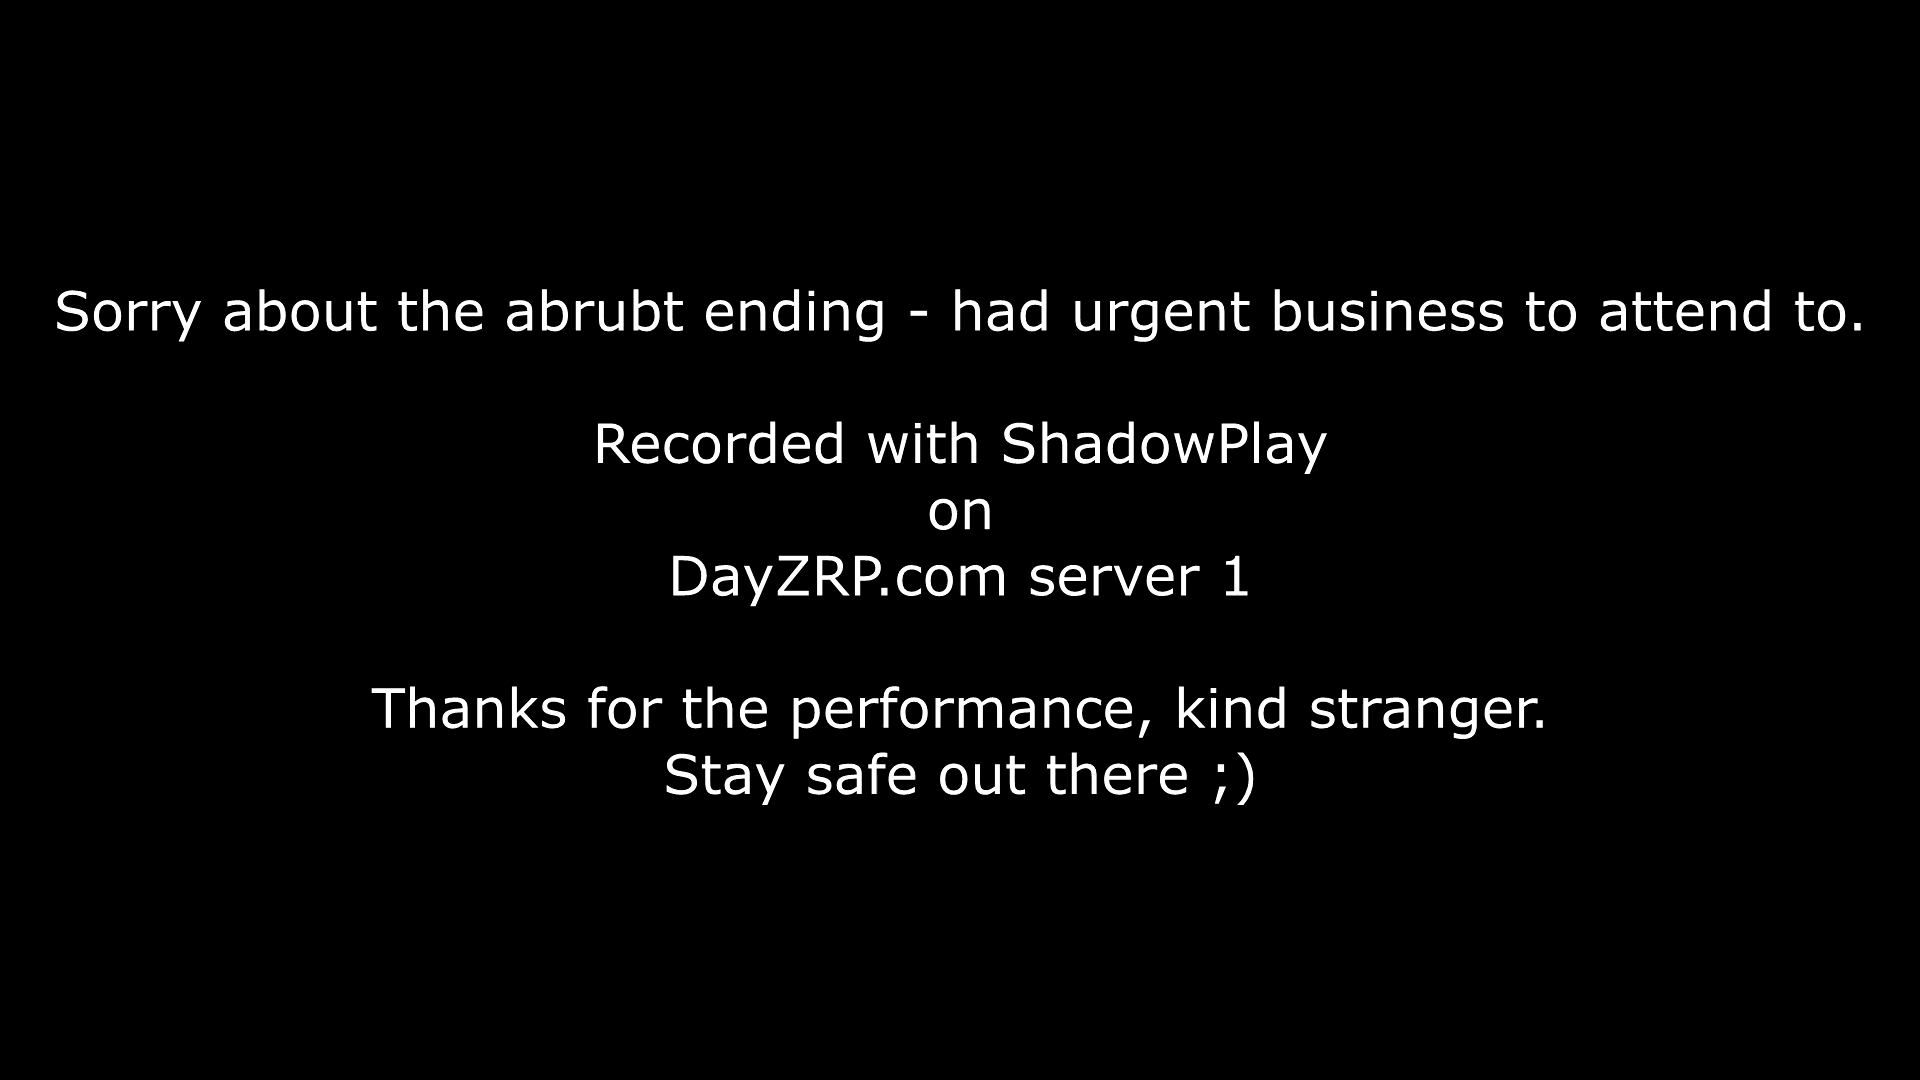 Sorry about the abrubt ending - had urgent business to attend to.
Recorded with ShadowPlay
on
DayZRP.com server 1
Thanks for the performance, kind stranger.
Stay safe out there ;)